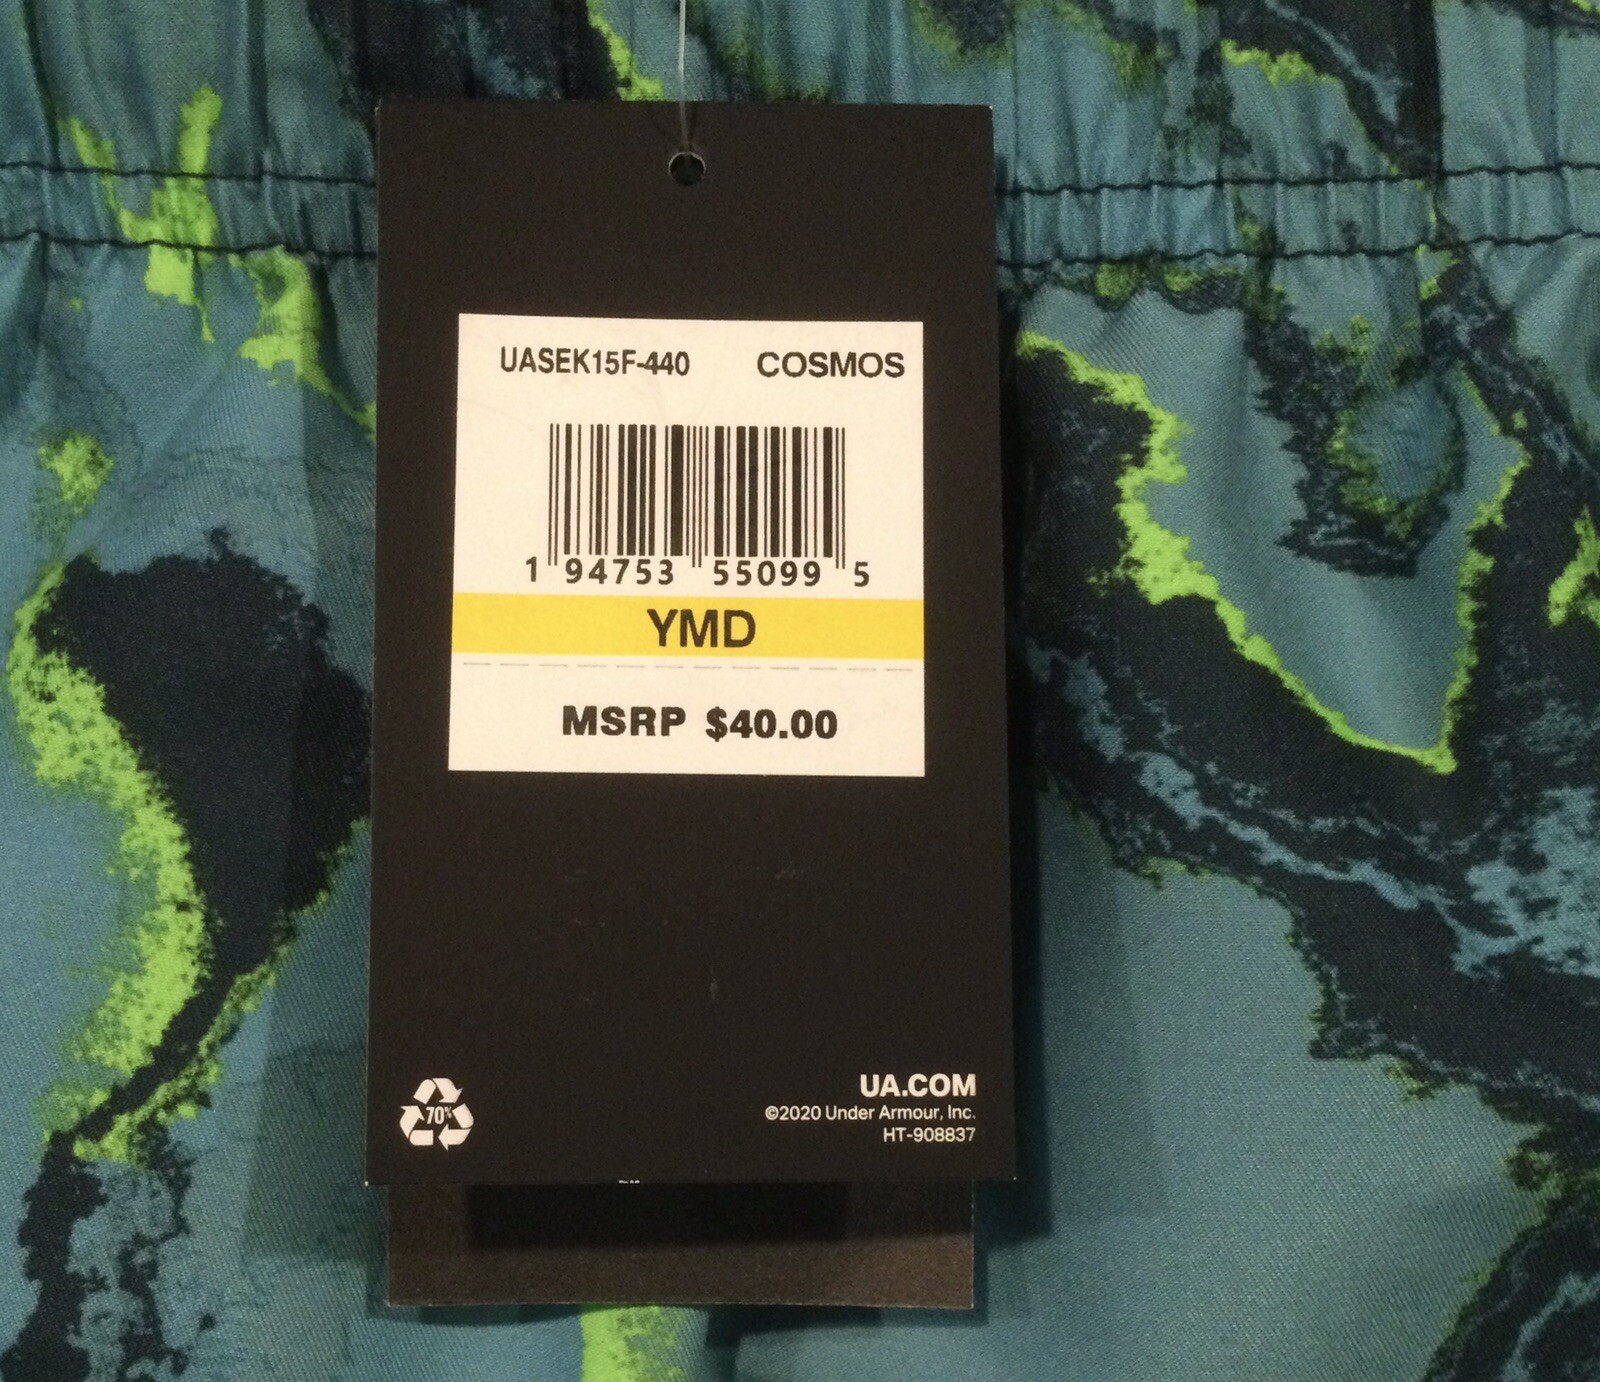 UASEK15F-440 COSMOS
1 94753 55099 5
YMD
MSRP $40.00
70%
UA.COM
©2020 Under Armour, Inc.
HT-908837